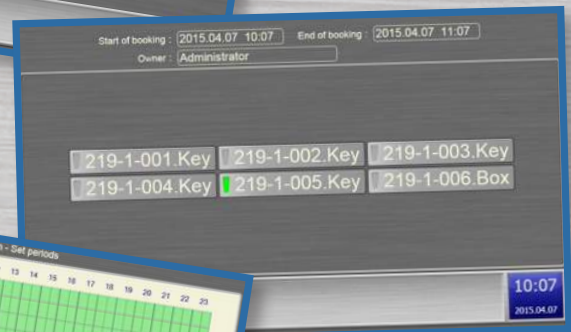 Start of booking : 2015.04.07 10:07 End of booking : 2015.04.07 11:07
Owner : Administrator
219-1-001.Key 219-1-002.Key 219-1-003.Key
219-1-004.Key 219-1-005.Key 219-1-006.Box
- Set periods
13 14 15 16 17 18 19 20 21 22 23
10:07
2015.04.07